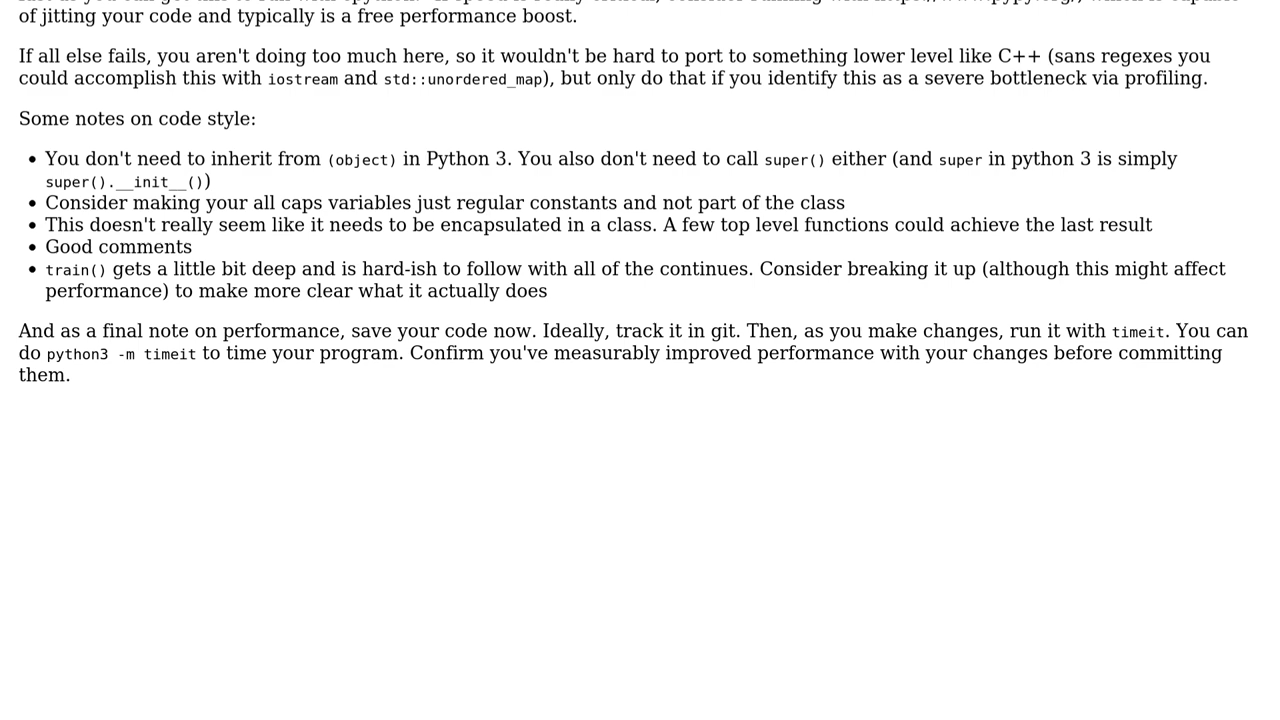 of jitting your code and typically is a free performance boost.
If all else fails, you aren't doing too much here, so it wouldn't be hard to port to something lower level like C++ (sans regexes you
could accomplish this with iostream and std::unordered_map), but only do that if you identify this as a severe bottleneck via profiling.
Some notes on code style:
• You don't need to inherit from (object) in Python 3. You also don't need to call super() either (and super in python 3 is simply
super().__init__())
• Consider making your all caps variables just regular constants and not part of the class
• This doesn't really seem like it needs to be encapsulated in a class. A few top level functions could achieve the last result
• Good comments
• train() gets a little bit deep and is hard-ish to follow with all of the continues. Consider breaking it up (although this might affect
performance) to make more clear what it actually does
And as a final note on performance, save your code now. Ideally, track it in git. Then, as you make changes, run it with timeit. You can
do python3 -m timeit to time your program. Confirm you've measurably improved performance with your changes before committing
them.